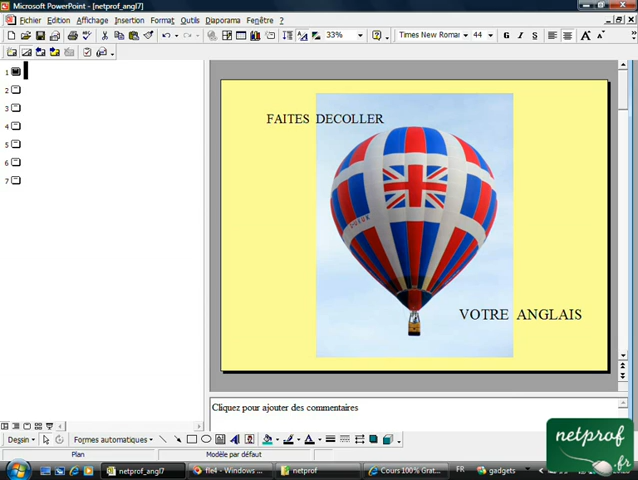 Microsoft PowerPoint - [netprof_angl7]
Fichier Edition Affichage Insertion Format Outils Diaporama Fenêtre ?
33% Times New Romar 44 G I S A A
1
2
3
4
5
6
7
FAITES DECOLLER
VOTRE ANGLAIS
Cliquez pour ajouter des commentaires
Dessin Formes automatiques
Plan Modèle par défaut
netprof_angl7 fle4 - Windows ... netprof Cours 100% Grat... FR gadgets
netprof
.fr